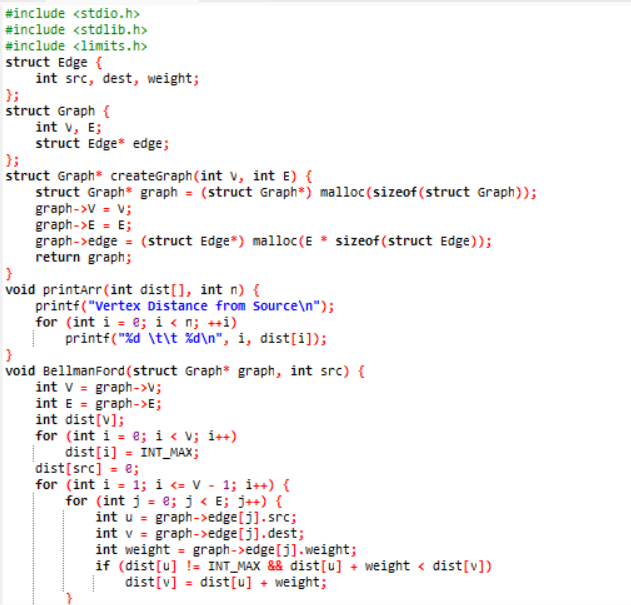 #include <stdio.h>
#include <stdlib.h>
#include <limits.h>
struct Edge {
    int src, dest, weight;
};
struct Graph {
    int V, E;
    struct Edge* edge;
};
struct Graph* createGraph(int V, int E) {
    struct Graph* graph = (struct Graph*) malloc(sizeof(struct Graph));
    graph->V = V;
    graph->E = E;
    graph->edge = (struct Edge*) malloc(E * sizeof(struct Edge));
    return graph;
}
void printArr(int dist[], int n) {
    printf("Vertex Distance from Source\n");
    for (int i = 0; i < n; ++i)
        printf("%d \t\t %d\n", i, dist[i]);
}
void BellmanFord(struct Graph* graph, int src) {
    int V = graph->V;
    int E = graph->E;
    int dist[V];
    for (int i = 0; i < V; i++)
        dist[i] = INT_MAX;
    dist[src] = 0;
    for (int i = 1; i <= V - 1; i++) {
        for (int j = 0; j < E; j++) {
            int u = graph->edge[j].src;
            int v = graph->edge[j].dest;
            int weight = graph->edge[j].weight;
            if (dist[u] != INT_MAX && dist[u] + weight < dist[v])
                dist[v] = dist[u] + weight;
        }